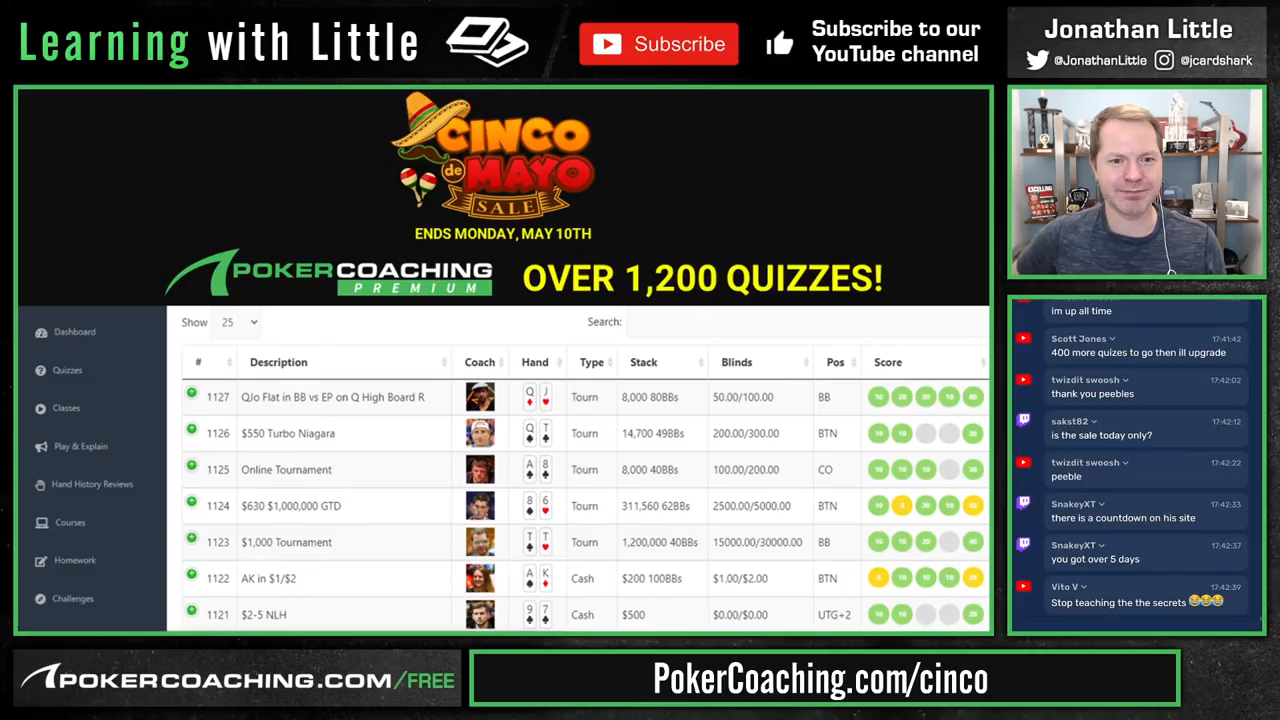 Learning with Little
Subscribe
Subscribe to our
YouTube channel
Jonathan Little
@JonathanLittle
@jcardshark
CINCO
de
MAYO
SALE
ENDS MONDAY, MAY 10TH
POKERCOACHING
PREMIUM
OVER 1,200 QUIZZES!
Dashboard
Quizzes
Classes
Play & Explain
Hand History Reviews
Courses
Homework
Challenges
Show 25
Search:
# Description Coach Hand Type Stack Blinds Pos Score
1127 QJo Flat in BB vs EP on Q High Board R Q J Tourn 8,000 80BBs 50.00/100.00 BB
1126 $550 Turbo Niagara Q T Tourn 14,700 49BBs 200.00/300.00 BTN
1125 Online Tournament A 8 Tourn 8,000 40BBs 100.00/200.00 CO
1124 $630 $1,000,000 GTD 8 6 Tourn 311,560 62BBs 2500.00/5000.00 BTN
1123 $1,000 Tournament T T Tourn 1,200,000 40BBs 15000.00/30000.00 BB
1122 AK in $1/$2 A K Cash $200 100BBs $1.00/$2.00 BTN
1121 $2-5 NLH 9 7 Cash $500 $0.00/$0.00 UTG+2
EXCELLING
im up all time
Scott Jones 17:41:42
400 more quizes to go then ill upgrade
twizdit swoosh 17:42:02
thank you peebles
sakst82 17:42:12
is the sale today only?
twizdit swoosh 17:42:22
peeble
SnakeyXT 17:42:33
there is a countdown on his site
SnakeyXT 17:42:37
you got over 5 days
Vito V 17:42:39
Stop teaching the the secrets 😂😂😂
POKERCOACHING.COM/FREE
PokerCoaching.com/cinco